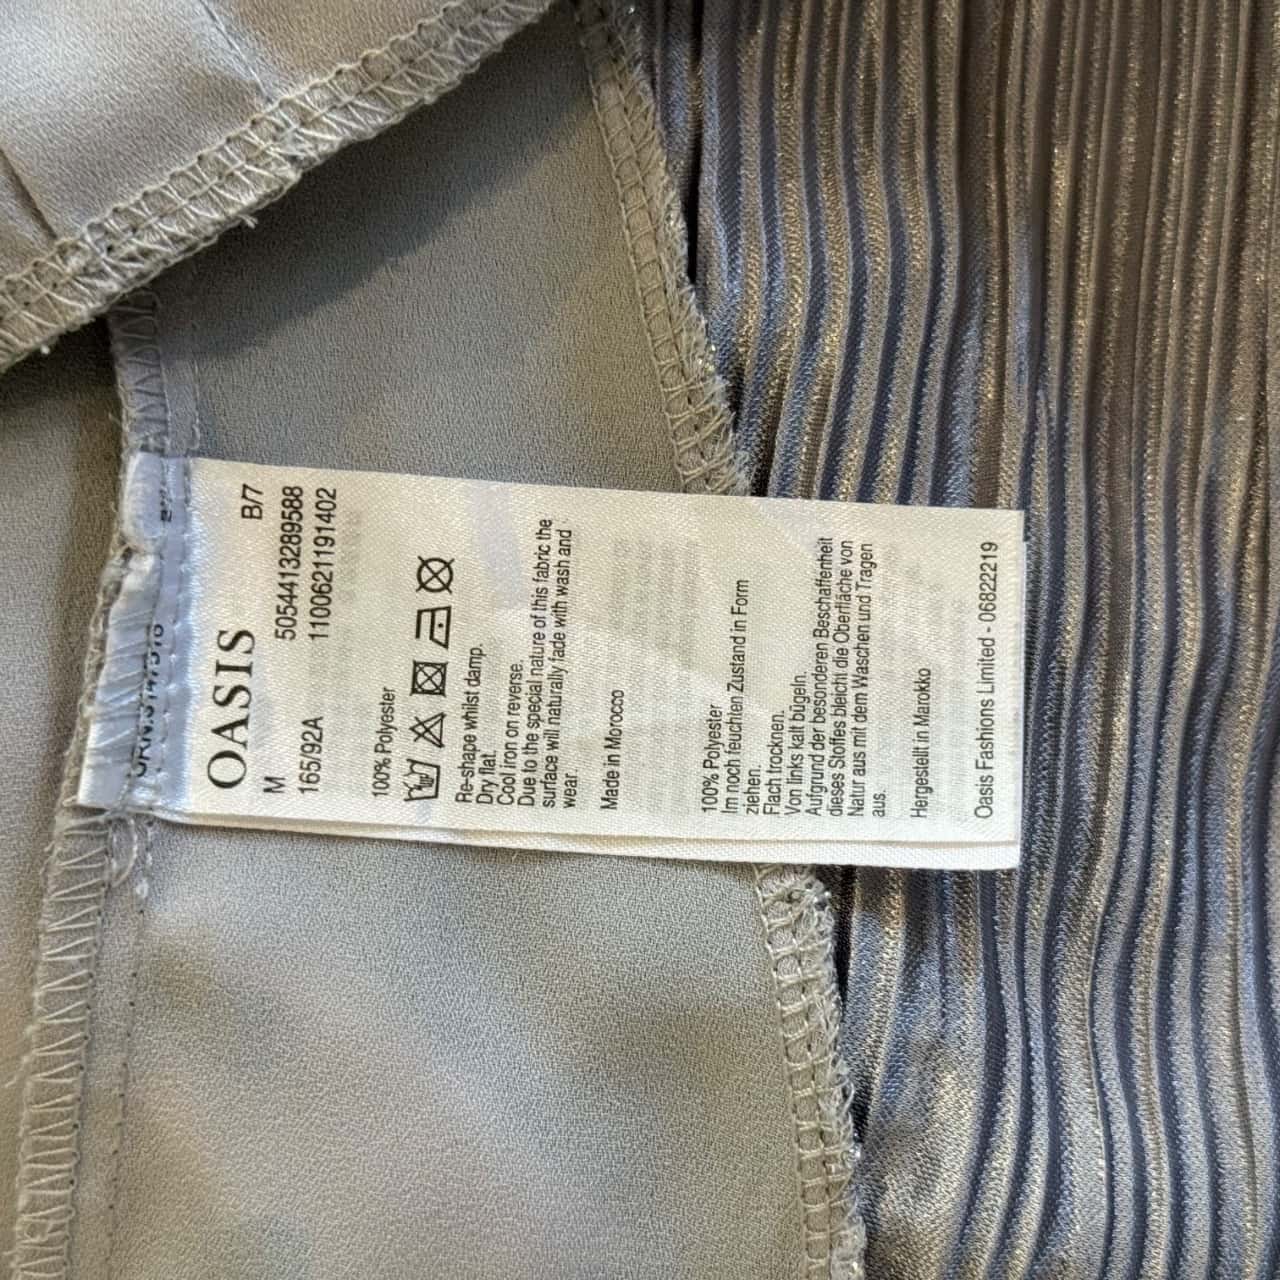 OASIS
B/7
M
5054413289588
165/92A
1100621191402
100% Polyester
Re-shape whilst damp.
Dry flat.
Cool iron on reverse.
Due to the special nature of this fabric the
surface will naturally fade with wash and
wear.
Made in Morocco
100% Polyester
Im noch feuchten Zustand in Form
ziehen.
Flach trocknen.
Von links kalt bügeln.
Aufgrund der besonderen Beschaffenheit
dieses Stoffes bleicht die Oberfläche von
Natur aus mit dem Waschen und Tragen
aus.
Hergestellt in Marokko
Oasis Fashions Limited - 06822219